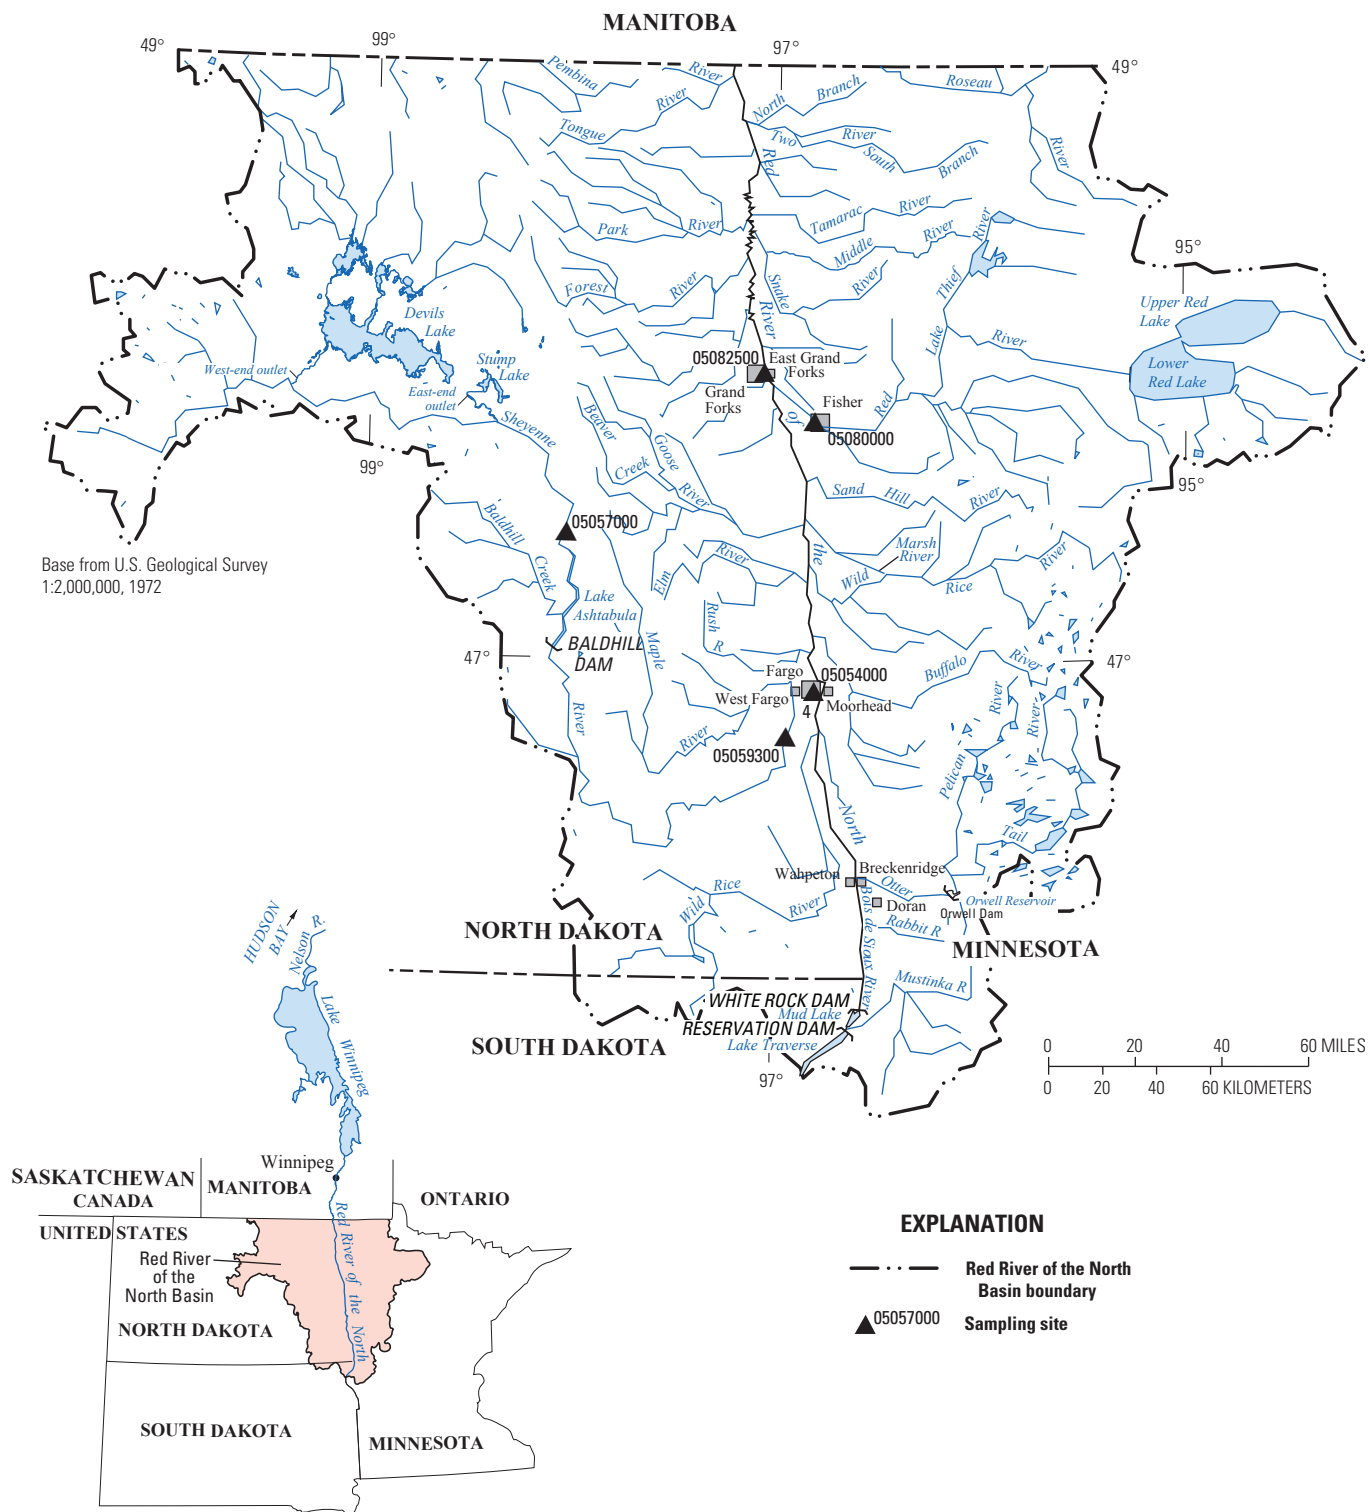 MANITOBA
49°
99°
97°
49°
Pembina
River
River
Tongue
North
Branch
Roseau
River
Two
River
South
Branch
Red
River
of
the
North
Park
River
Tamarac
River
Middle
River
Snake
River
Thief
River
Forest
River
95°
Upper Red
Lake
Lower
Red Lake
Devils
Lake
Stump
Lake
West-end outlet
East-end
outlet
99°
Sheyenne
River
05082500
East Grand
Forks
Grand
Forks
Fisher
05080000
Red
Lake
River
95°
Beaver
Creek
Goose
River
Sand
Hill
River
05057000
Baldhill
Creek
Base from U.S. Geological Survey
1:2,000,000, 1972
Marsh
River
Wild
Rice
River
Elm
River
Rush
R
Lake
Ashtabula
Maple
River
BALDHILL
DAM
47°
47°
Buffalo
River
Fargo
05054000
West Fargo
4
Moorhead
05059300
Pelican
River
River
Tail
Otter
Wahpeton
Breckenridge
Doran
Orwell Reservoir
Orwell Dam
Rabbit R
Bois de Sioux River
Wild
Rice
River
NORTH DAKOTA
MINNESOTA
Mustinka R
WHITE ROCK DAM
Mud Lake
RESERVATION DAM
Lake Traverse
SOUTH DAKOTA
97°
0 20 40 60 MILES
0 20 40 60 KILOMETERS
HUDSON
BAY
Nelson R.
Lake Winnipeg
Winnipeg
SASKATCHEWAN
MANITOBA
ONTARIO
CANADA
UNITED STATES
Red River
of the
North Basin
Red River of the North
NORTH DAKOTA
SOUTH DAKOTA
MINNESOTA
EXPLANATION
Red River of the North
Basin boundary
05057000 Sampling site